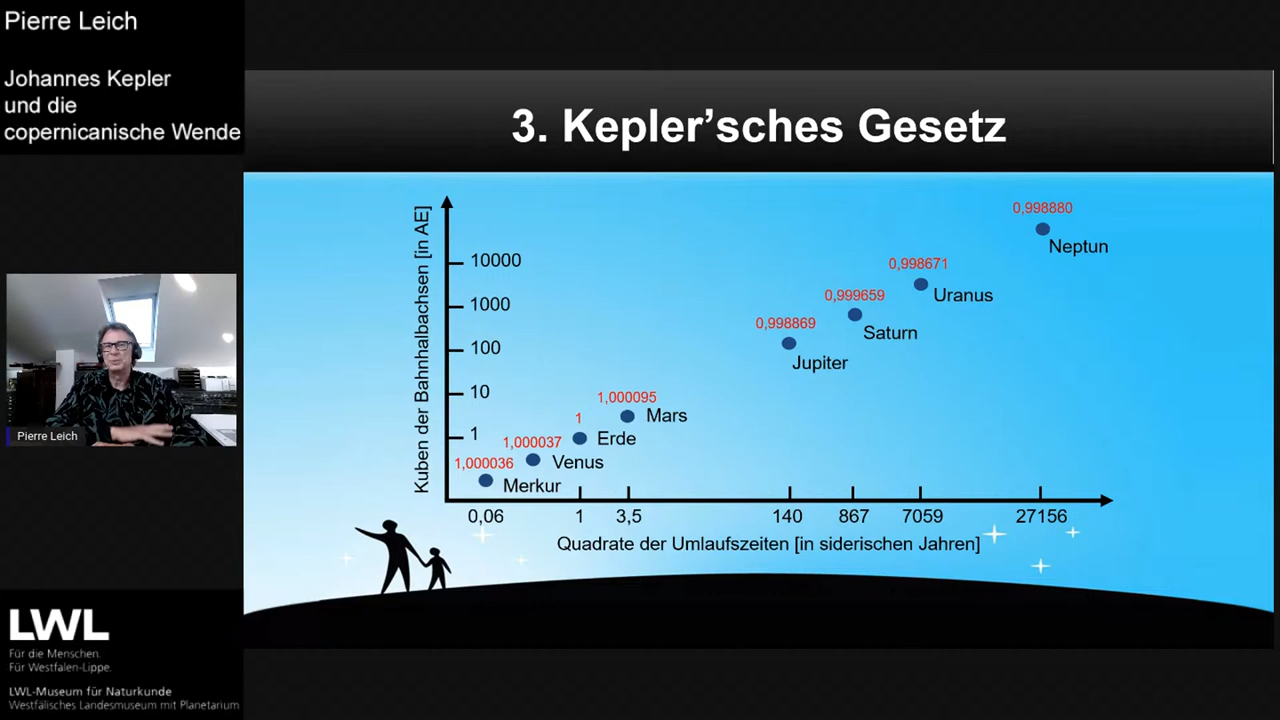 Pierre Leich
Johannes Kepler
und die
copernicanische Wende
3. Kepler’sches Gesetz
Kuben der Bahnhalbachsen [in AE]
10000
1000
100
10
1
0,998880
Neptun
0,998671
Uranus
0,999659
Saturn
0,998869
Jupiter
1,000095
Mars
1
Erde
1,000037
Venus
1,000036
Merkur
0,06
1
3,5
140
867
7059
27156
Quadrate der Umlaufszeiten [in siderischen Jahren]
Pierre Leich
LWL
Für die Menschen.
Für Westfalen-Lippe.
LWL-Museum für Naturkunde
Westfälisches Landesmuseum mit Planetarium